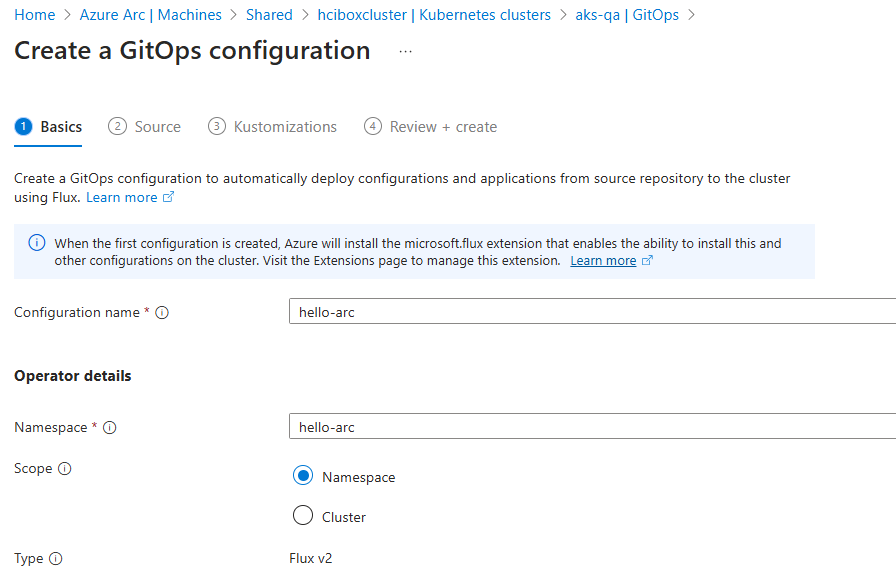 Home > Azure Arc | Machines > Shared > hciboxcluster | Kubernetes clusters > aks-qa | GitOps >
Create a GitOps configuration ...
1 Basics 2 Source 3 Kustomizations 4 Review + create
Create a GitOps configuration to automatically deploy configurations and applications from source repository to the cluster
using Flux. Learn more
When the first configuration is created, Azure will install the microsoft.flux extension that enables the ability to install this and
other configurations on the cluster. Visit the Extensions page to manage this extension. Learn more
Configuration name * hello-arc
Operator details
Namespace * hello-arc
Scope
Namespace
Cluster
Type Flux v2